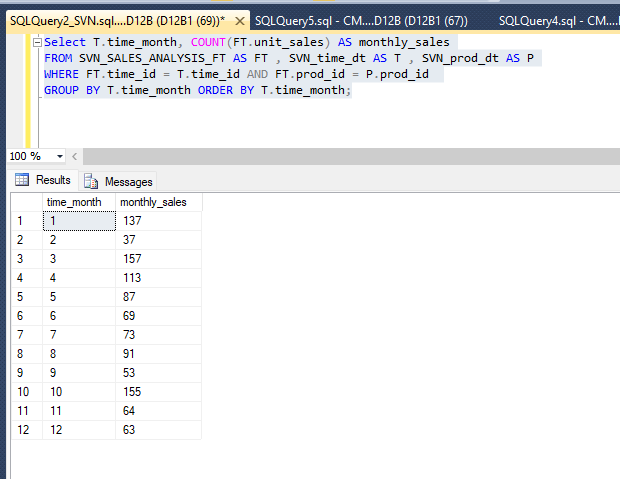 SQLQuery2_SVN.sql....D12B (D12B1 (69))* SQLQuery5.sql - CM....D12B (D12B1 (67)) SQLQuery4.sql - CM....
Select T.time_month, COUNT(FT.unit_sales) AS monthly_sales
FROM SVN_SALES_ANALYSIS_FT AS FT , SVN_time_dt AS T , SVN_prod_dt AS P
WHERE FT.time_id = T.time_id AND FT.prod_id = P.prod_id
GROUP BY T.time_month ORDER BY T.time_month;
100 %
Results Messages
time_month monthly_sales
1 1 137
2 2 37
3 3 157
4 4 113
5 5 87
6 6 69
7 7 73
8 8 91
9 9 53
10 10 155
11 11 64
12 12 63